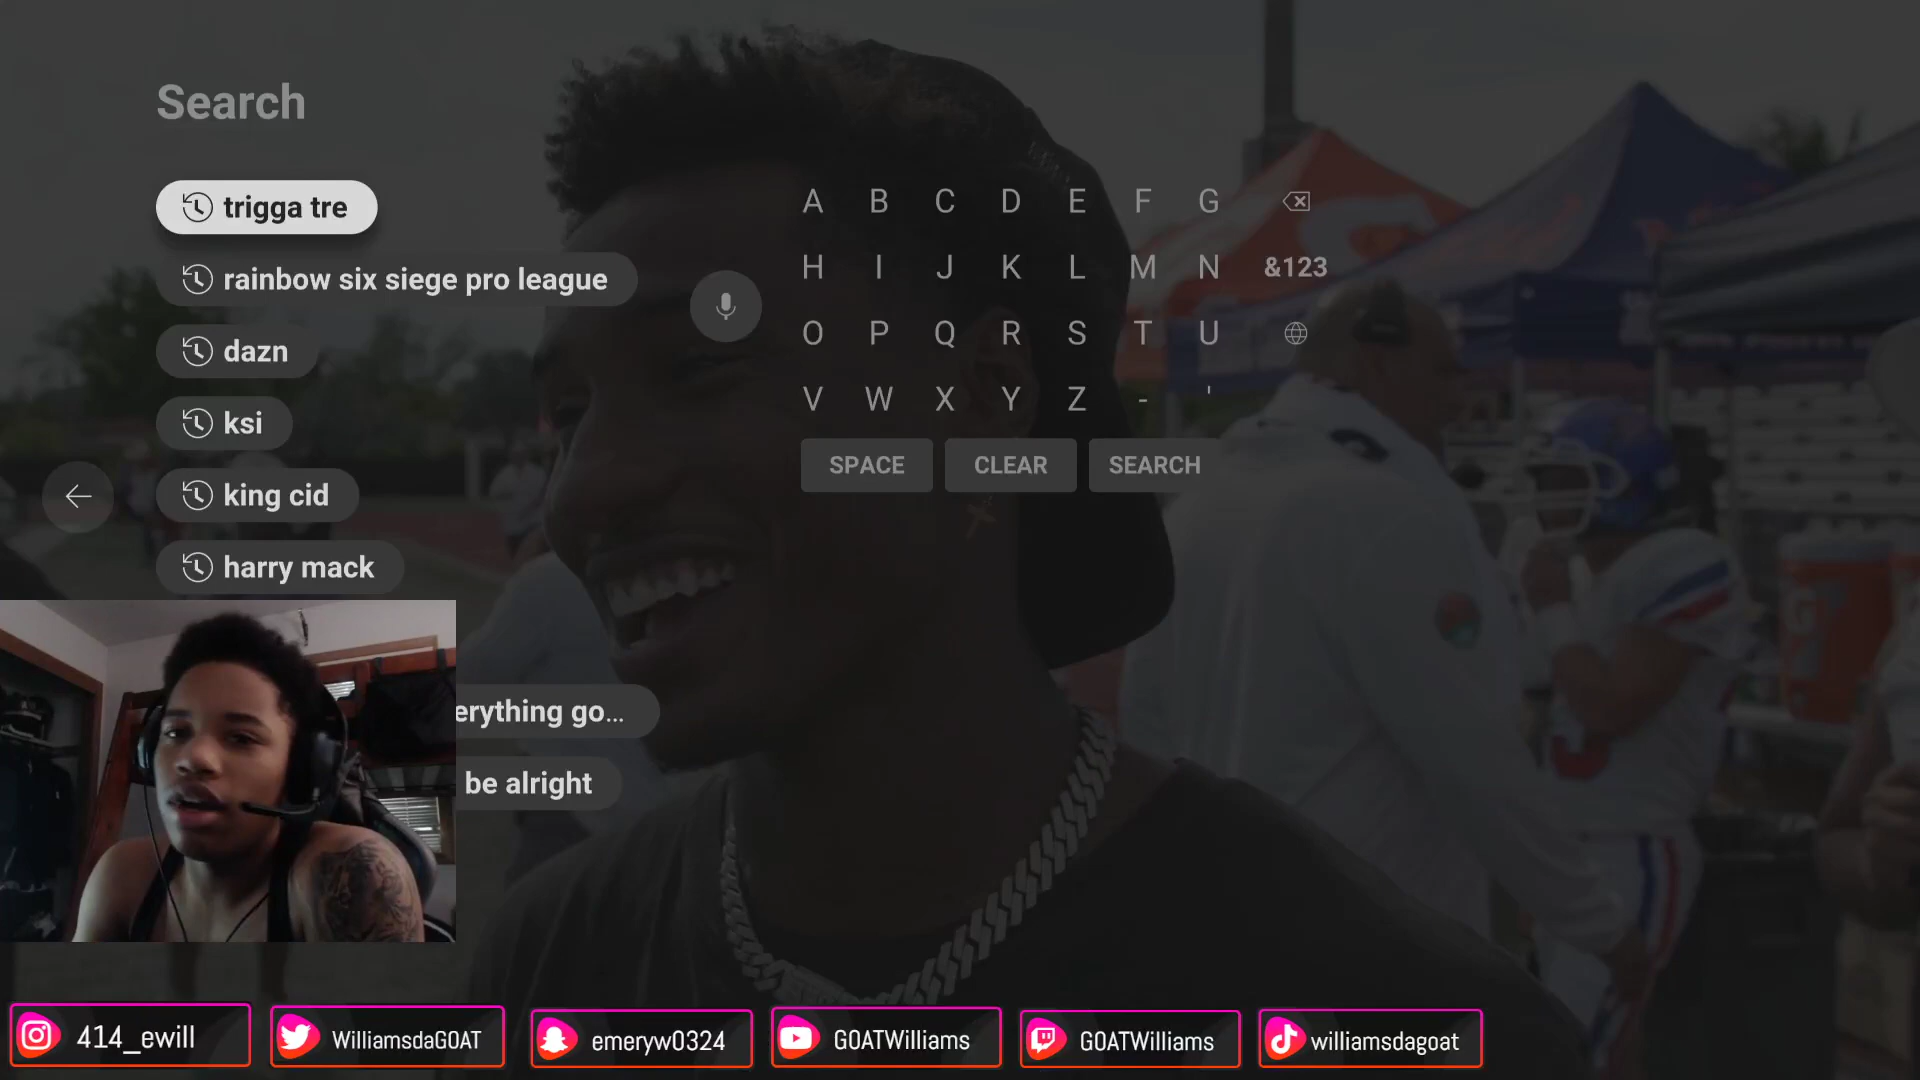 Search
trigga tre
rainbow six siege pro league
dazn
ksi
king cid
harry mack
erything go...
be alright
A B C D E F G
H I J K L M N &123
O P Q R S T U
V W X Y Z - '
SPACE CLEAR SEARCH
414_ewill
WilliamsdaGOAT
emeryw0324
GOATWilliams
GOATWilliams
williamsdagoat